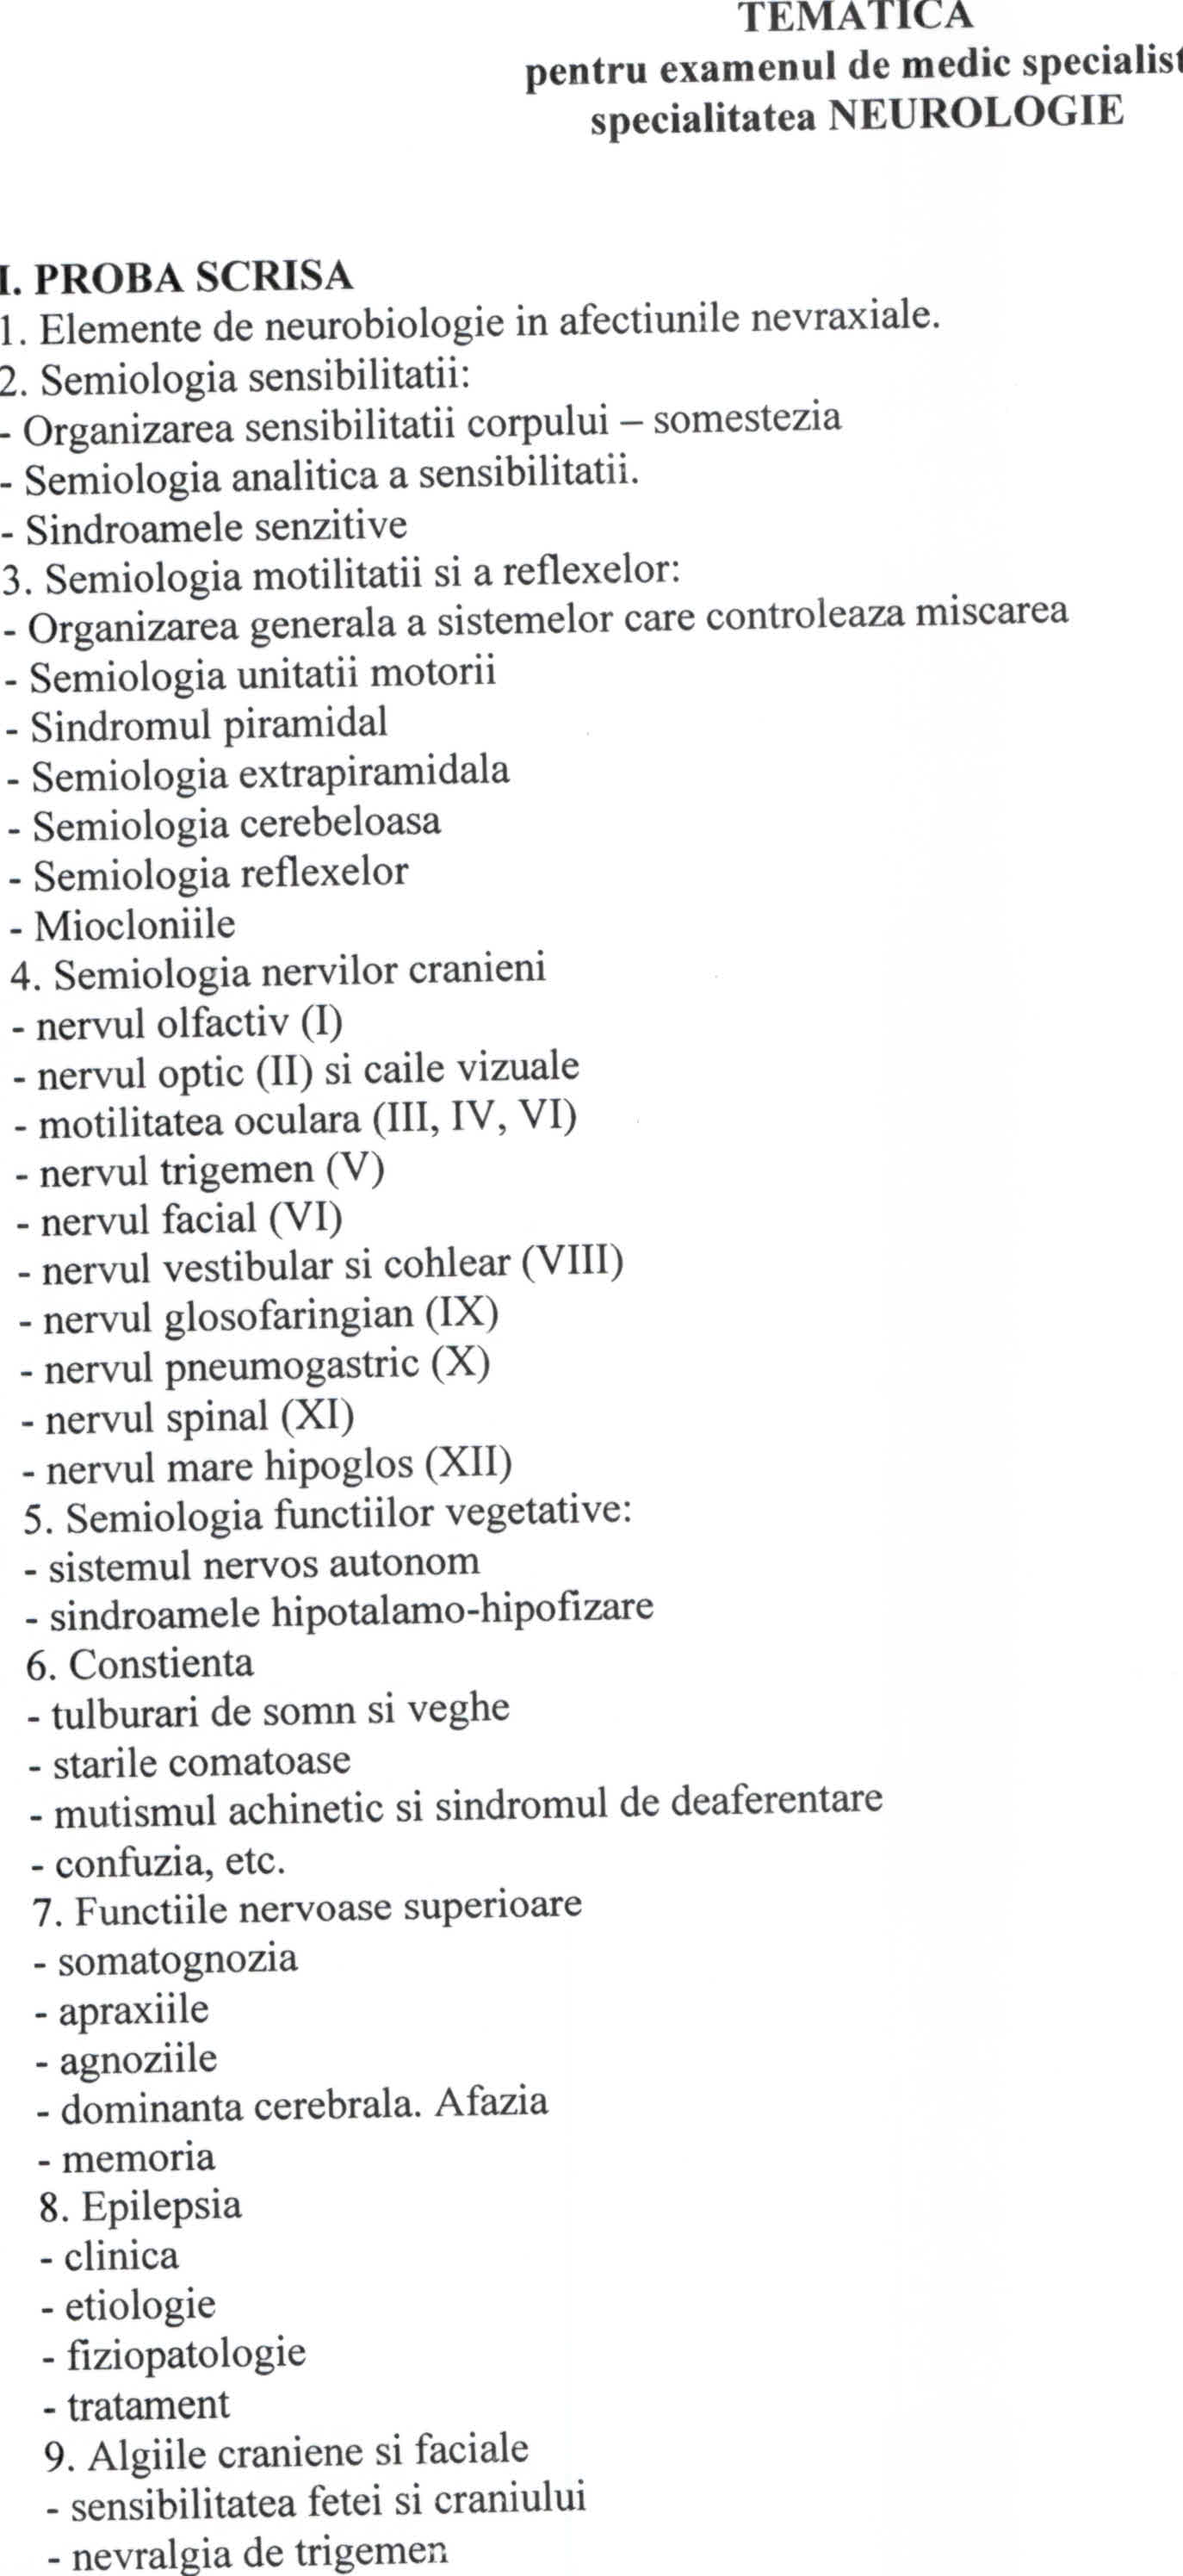 TEMATICA
pentru examenul de medic specialist
specialitatea NEUROLOGIE
I. PROBA SCRISA
1. Elemente de neurobiologie in afectiunile nevraxiale.
2. Semiologia sensibilitatii:
- Organizarea sensibilitatii corpului – somestezia
- Semiologia analitica a sensibilitatii.
- Sindroamele senzitive
3. Semiologia motilitatii si a reflexelor:
- Organizarea generala a sistemelor care controleaza miscarea
- Semiologia unitatii motorii
- Sindromul piramidal
- Semiologia extrapiramidala
- Semiologia cerebeloasa
- Semiologia reflexelor
- Miocloniile
4. Semiologia nervilor cranieni
- nervul olfactiv (I)
- nervul optic (II) si caile vizuale
- motilitatea oculara (III, IV, VI)
- nervul trigemen (V)
- nervul facial (VI)
- nervul vestibular si cohlear (VIII)
- nervul glosofaringian (IX)
- nervul pneumogastric (X)
- nervul spinal (XI)
- nervul mare hipoglos (XII)
5. Semiologia functiilor vegetative:
- sistemul nervos autonom
- sindroamele hipotalamo-hipofizare
6. Constienta
- tulburari de somn si veghe
- starile comatoase
- mutismul achinetic si sindromul de deaferentare
- confuzia, etc.
7. Functiile nervoase superioare
- somatognozia
- apraxiile
- agnoziile
- dominanta cerebrala. Afazia
- memoria
8. Epilepsia
- clinica
- etiologie
- fiziopatologie
- tratament
9. Algiile craniene si faciale
- sensibilitatea fetei si craniului
- nevralgia de trigemen